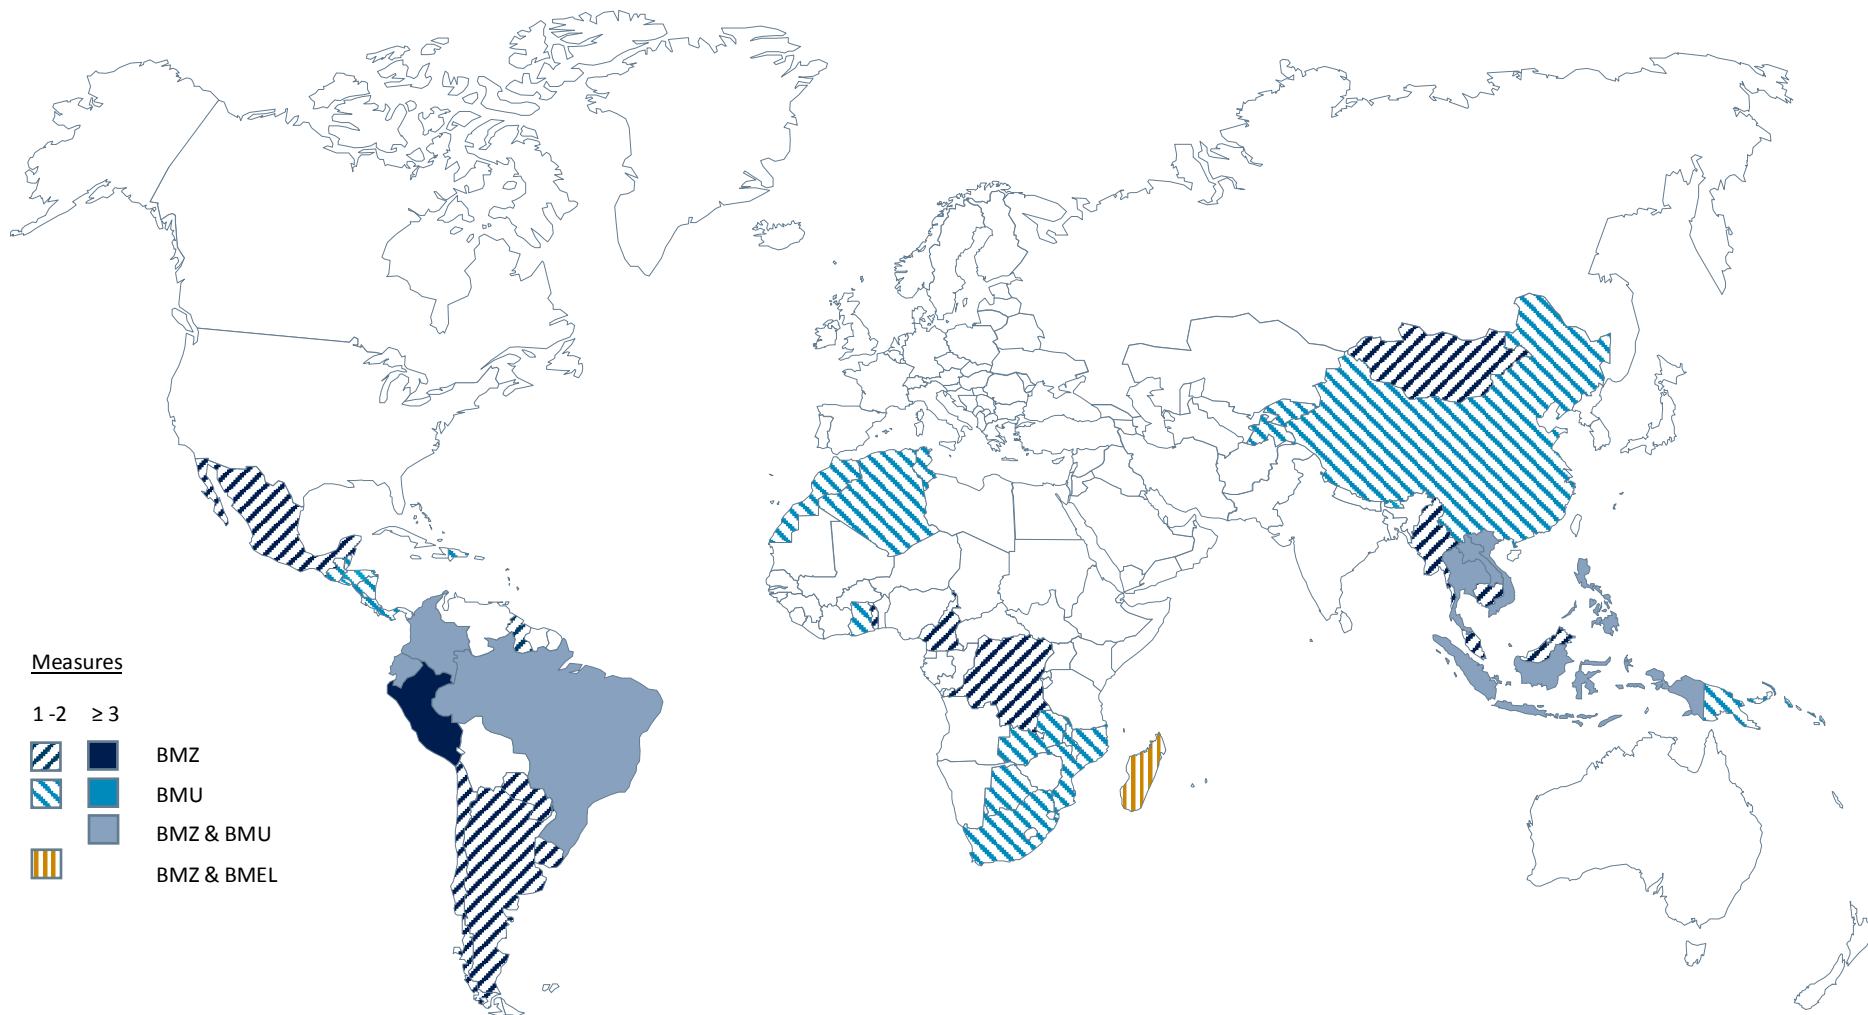 Measures
1 -2 ≥ 3
BMZ
BMU
BMZ & BMU
BMZ & BMEL